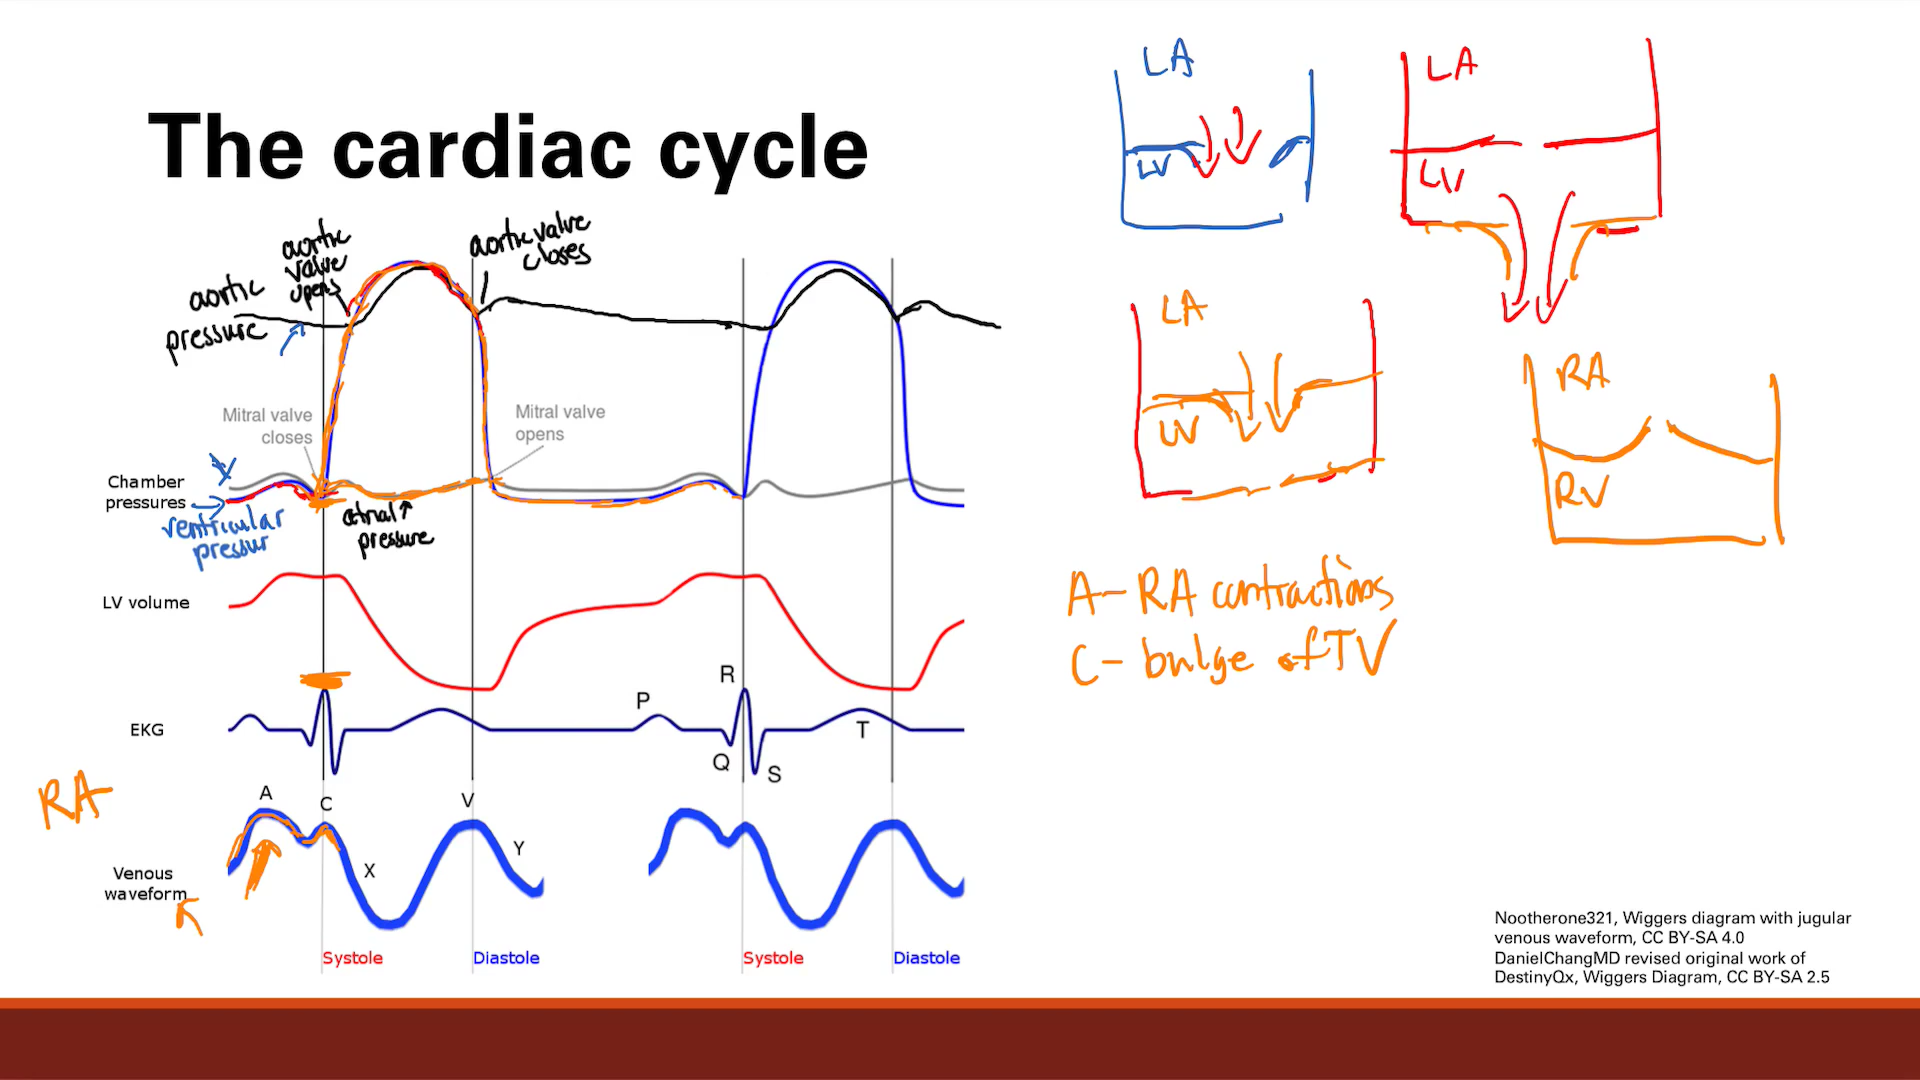 The cardiac cycle
aortic
valve
opens
aortic valve
closes
aortic
pressure
Mitral valve
closes
Mitral valve
opens
Chamber
pressures
ventricular
pressur
atrial
pressure
LV volume
EKG
P
R
Q
S
T
RA
A
C
V
X
Y
Venous
waveform
Systole
Diastole
Systole
Diastole
LA
LV
LA
LV
LA
LV
RA
RV
A- RA contractions
C- bulge of TV
Nootherone321, Wiggers diagram with jugular
venous waveform, CC BY-SA 4.0
DanielChangMD revised original work of
DestinyQx, Wiggers Diagram, CC BY-SA 2.5